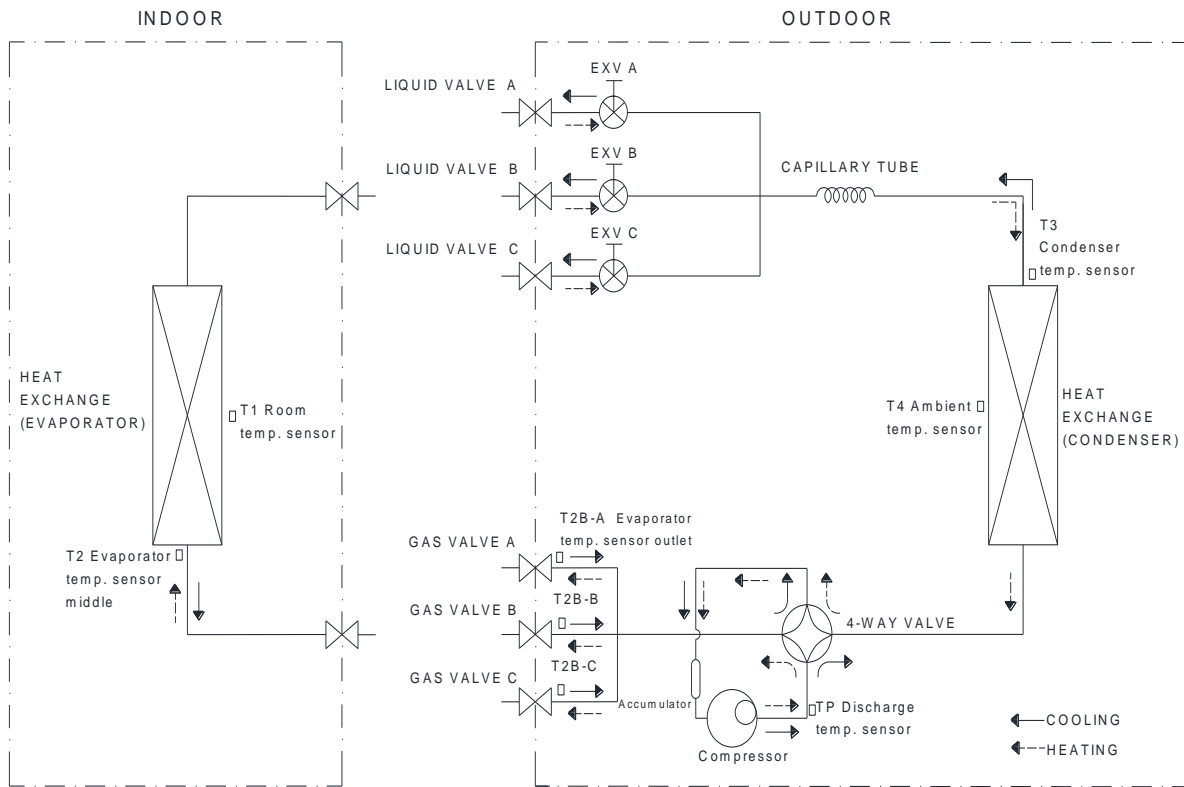 INDOOR
OUTDOOR
LIQUID VALVE A
EXV A
LIQUID VALVE B
EXV B
CAPILLARY TUBE
LIQUID VALVE C
EXV C
T3
Condenser
temp. sensor
HEAT
EXCHANGE
(EVAPORATOR)
T1 Room
temp. sensor
T4 Ambient
temp. sensor
HEAT
EXCHANGE
(CONDENSER)
T2 Evaporator
temp. sensor
middle
GAS VALVE A
T2B-A Evaporator
temp. sensor outlet
GAS VALVE B
T2B-B
4-WAY VALVE
GAS VALVE C
T2B-C
Accumulator
Compressor
TP Discharge
temp. sensor
COOLING
HEATING